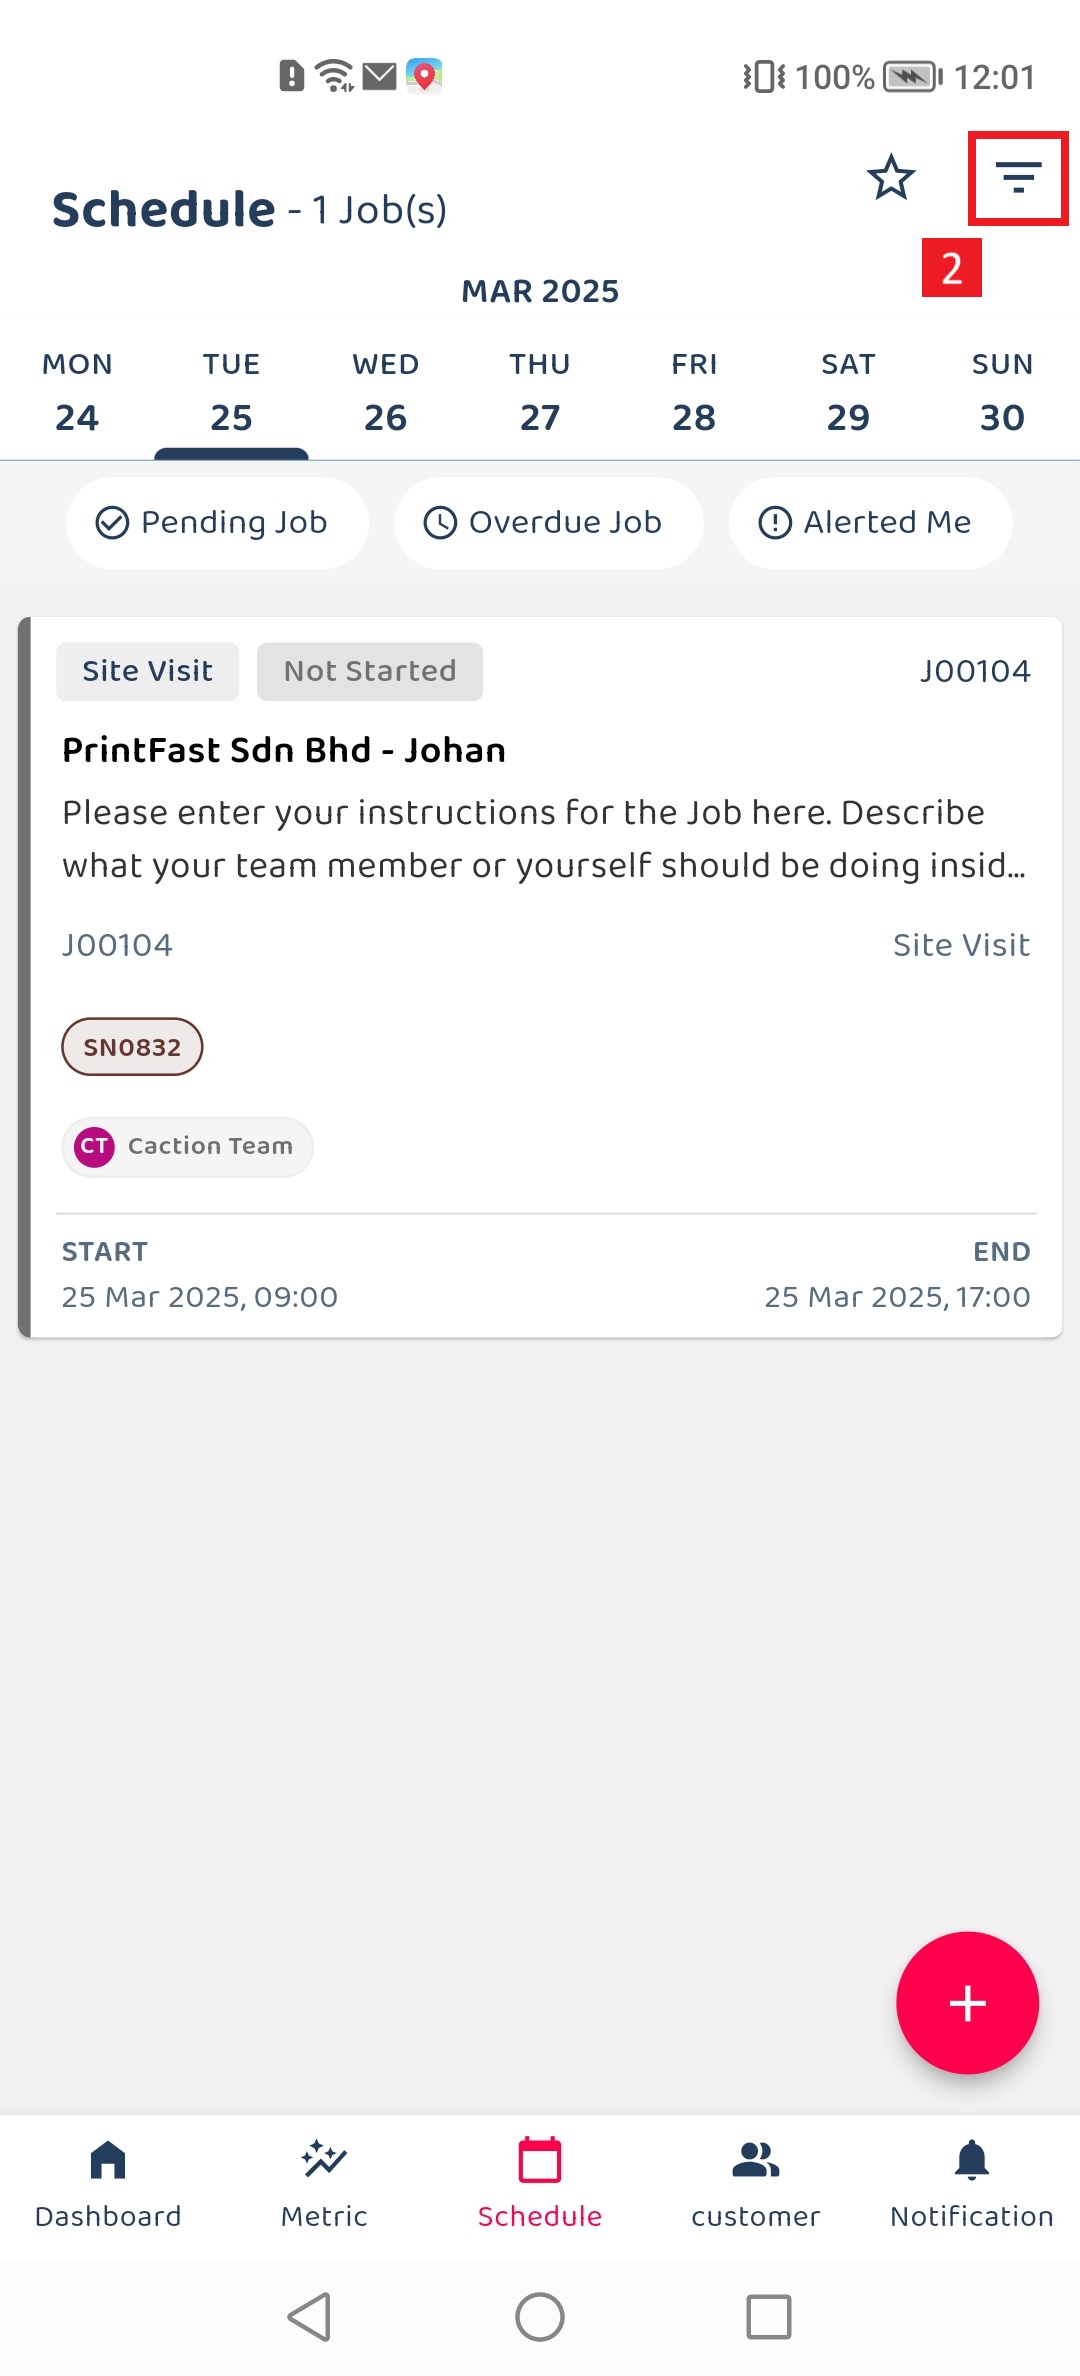 100% 12:01
Schedule - 1 Job(s)
2
MAR 2025
MON TUE WED THU FRI SAT SUN
24 25 26 27 28 29 30
Pending Job Overdue Job Alerted Me
Site Visit Not Started J00104
PrintFast Sdn Bhd - Johan
Please enter your instructions for the Job here. Describe
what your team member or yourself should be doing insid...
J00104 Site Visit
SN0832
CT Caction Team
START END
25 Mar 2025, 09:00 25 Mar 2025, 17:00
Dashboard Metric Schedule customer Notification